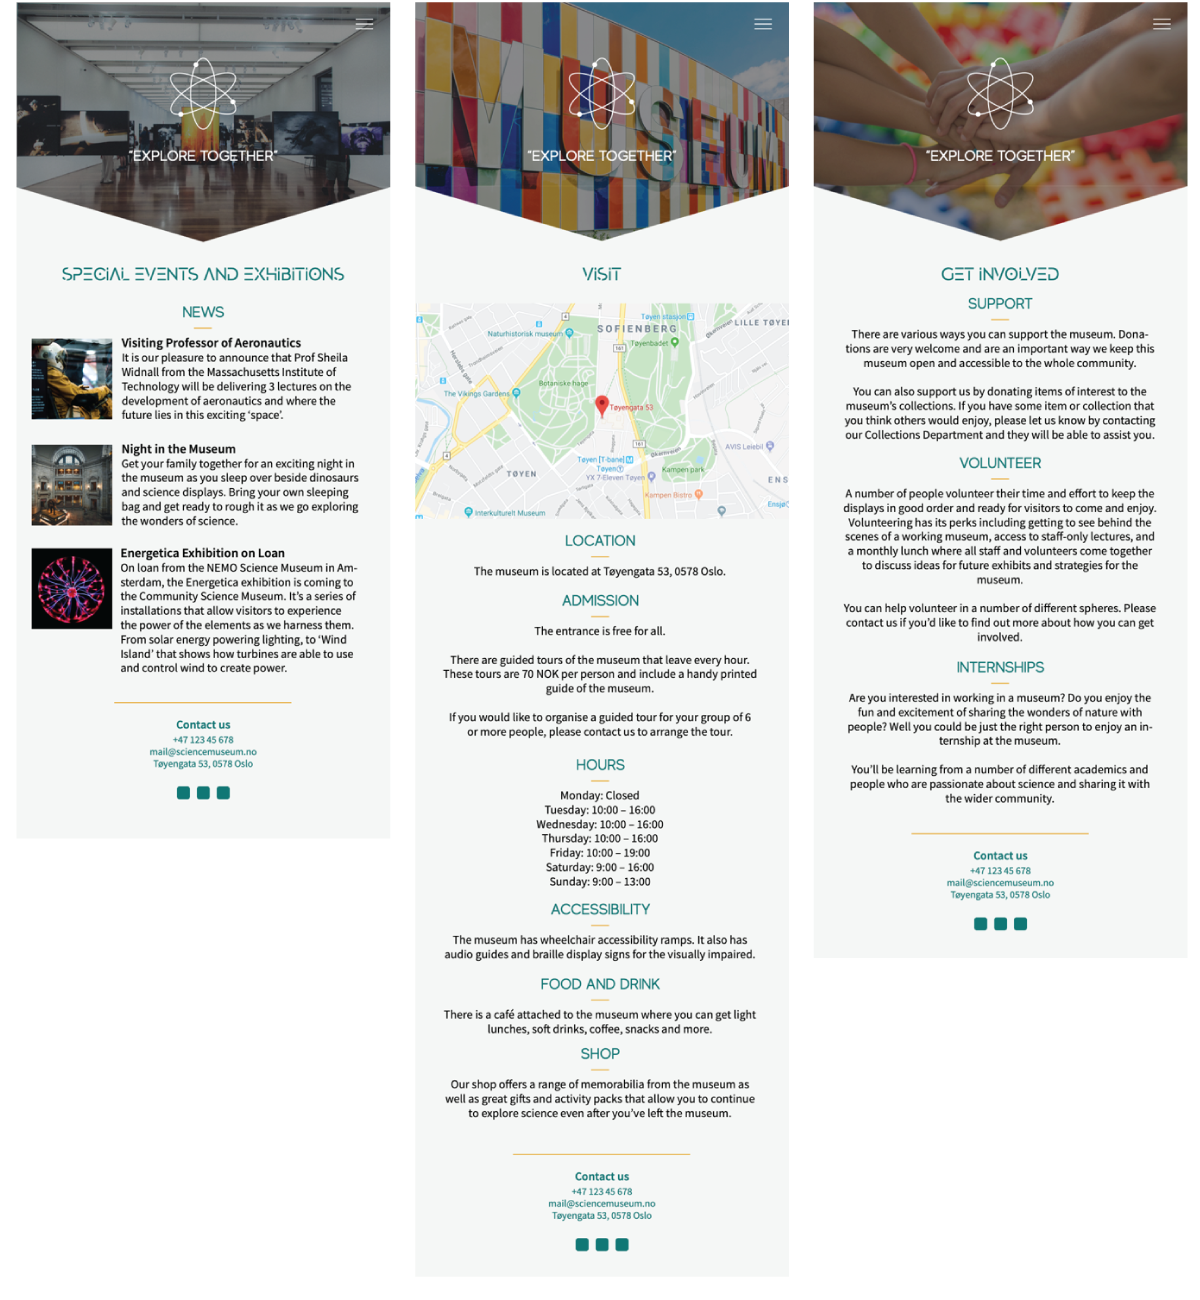 "EXPLORE TOGETHER"
SPECIAL EVENTS AND EXHIBITIONS
NEWS
Visiting Professor of Aeronautics
It is our pleasure to announce that Prof Sheila
Widnall from the Massachusetts Institute of
Technology will be delivering 3 lectures on the
development of aeronautics and where the
future lies in this exciting 'space'.
Night in the Museum
Get your family together for an exciting night in
the museum as you sleep over beside dinosaurs
and science displays. Bring your own sleeping
bag and get ready to rough it as we go exploring
the wonders of science.
Energetica Exhibition on Loan
On loan from the NEMO Science Museum in Am-
sterdam, the Energetica exhibition is coming to
the Community Science Museum. It's a series of
installations that allow visitors to experience
the power of the elements as we harness them.
From solar energy powering lighting, to 'Wind
Island' that shows how turbines are able to use
and control wind to create power.
Contact us
+47 123 45 678
mail@sciencemuseum.no
Tøyengata 53, 0578 Oslo
MUSEUM
"EXPLORE TOGETHER"
VISIT
Tøyen stasjon
Naturhistorisk museum
SOFIENBERG
LILLE TØYE
Tøyenbadet
161
4
Botaniske hage
The Vikings Gardens
Tøyengata 53
AVIS Leiebil
Tøyen [T-bane]
Tøyen
Kampen park
TØYEN
YX 7-Eleven Tøyen
ENS
Kampen Bistro
161
Interkulturelt Museum
Ensjø
LOCATION
The museum is located at Tøyengata 53, 0578 Oslo.
ADMISSION
The entrance is free for all.
There are guided tours of the museum that leave every hour.
These tours are 70 NOK per person and include a handy printed
guide of the museum.
If you would like to organise a guided tour for your group of 6
or more people, please contact us to arrange the tour.
HOURS
Monday: Closed
Tuesday: 10:00 – 16:00
Wednesday: 10:00 – 16:00
Thursday: 10:00 – 16:00
Friday: 10:00 – 19:00
Saturday: 9:00 – 16:00
Sunday: 9:00 – 13:00
ACCESSIBILITY
The museum has wheelchair accessibility ramps. It also has
audio guides and braille display signs for the visually impaired.
FOOD AND DRINK
There is a café attached to the museum where you can get light
lunches, soft drinks, coffee, snacks and more.
SHOP
Our shop offers a range of memorabilia from the museum as
well as great gifts and activity packs that allow you to continue
to explore science even after you've left the museum.
Contact us
+47 123 45 678
mail@sciencemuseum.no
Tøyengata 53, 0578 Oslo
"EXPLORE TOGETHER"
GET INVOLVED
SUPPORT
There are various ways you can support the museum. Dona-
tions are very welcome and are an important way we keep this
museum open and accessible to the whole community.
You can also support us by donating items of interest to the
museum's collections. If you have some item or collection that
you think others would enjoy, please let us know by contacting
our Collections Department and they will be able to assist you.
VOLUNTEER
A number of people volunteer their time and effort to keep the
displays in good order and ready for visitors to come and enjoy.
Volunteering has its perks including getting to see behind the
scenes of a working museum, access to staff-only lectures, and
a monthly lunch where all staff and volunteers come together
to discuss ideas for future exhibits and strategies for the
museum.
You can help volunteer in a number of different spheres. Please
contact us if you'd like to find out more about how you can get
involved.
INTERNSHIPS
Are you interested in working in a museum? Do you enjoy the
fun and excitement of sharing the wonders of nature with
people? Well you could be just the right person to enjoy an in-
ternship at the museum.
You'll be learning from a number of different academics and
people who are passionate about science and sharing it with
the wider community.
Contact us
+47 123 45 678
mail@sciencemuseum.no
Tøyengata 53, 0578 Oslo